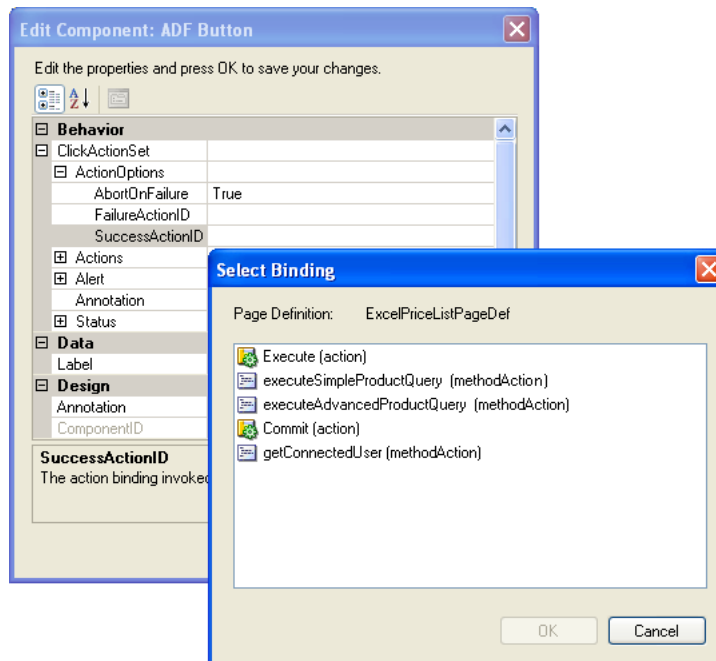 Edit Component: ADF Button
Edit the properties and press OK to save your changes.
Behavior
ClickActionSet
ActionOptions
AbortOnFailure True
FailureActionID
SuccessActionID
Actions
Alert
Annotation
Status
Data
Label
Design
Annotation
ComponentID
SuccessActionID
The action binding invoked
Select Binding
Page Definition: ExcelPriceListPageDef
Execute (action)
executeSimpleProductQuery (methodAction)
executeAdvancedProductQuery (methodAction)
Commit (action)
getConnectedUser (methodAction)
OK Cancel